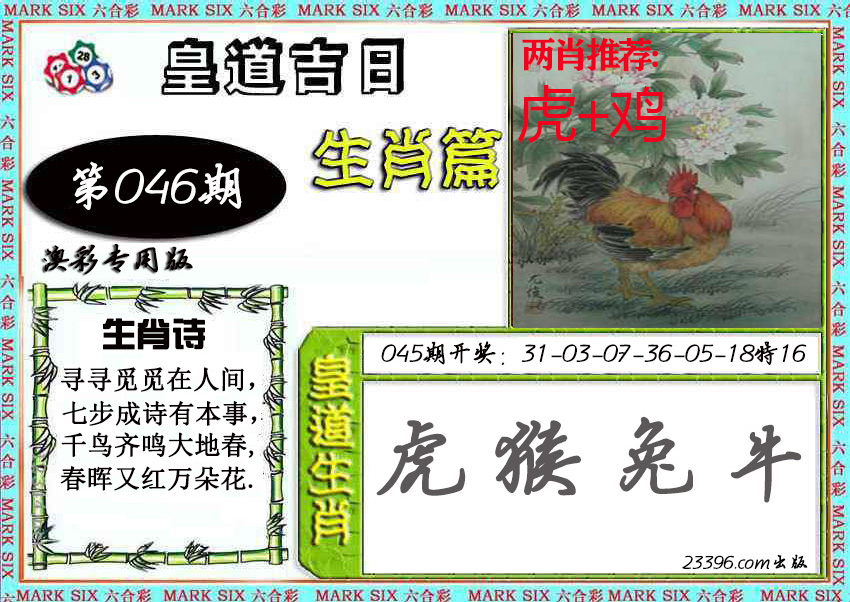 MARK SIX 六合彩 MARK SIX 六合彩 MARK SIX 六合彩 MARK SIX 六合彩 MARK SIX 六合彩 MARK SIX 六合彩
28
1
3
皇道吉日
生肖篇
两肖推荐:
虎+鸡
第046期
澳彩专用版
生肖诗
寻寻觅觅在人间，
七步成诗有本事，
千鸟齐鸣大地春，
春晖又红万朵花.
皇道生肖
045期开奖：31-03-07-36-05-18特16
虎 猴 兔 牛
23396.com出版
MARK SIX 六合彩 MARK SIX 六合彩 MARK SIX 六合彩 MARK SIX 六合彩 MARK SIX 六合彩